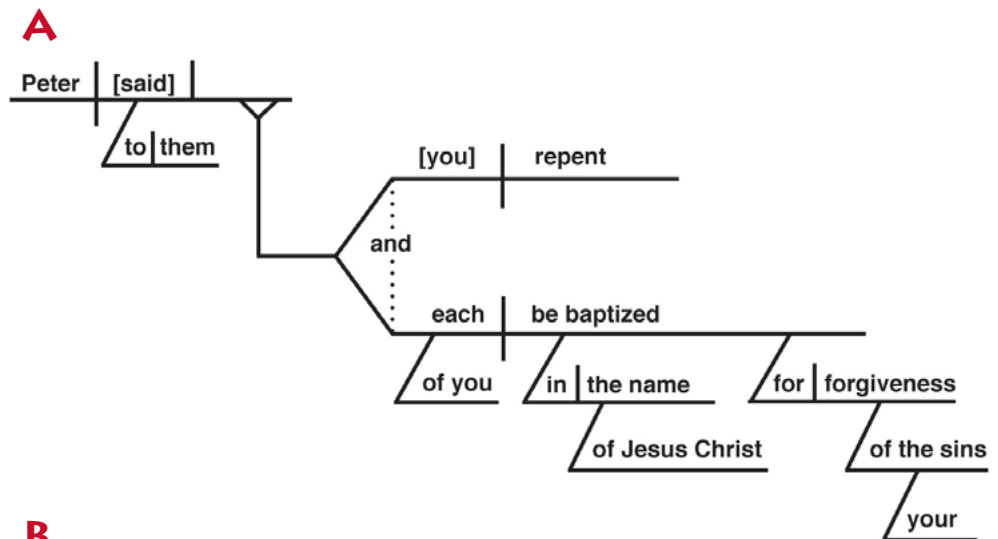 A
Peter [said]
to them
[you] repent
and
each be baptized
of you in the name for forgiveness
of Jesus Christ of the sins
your
B